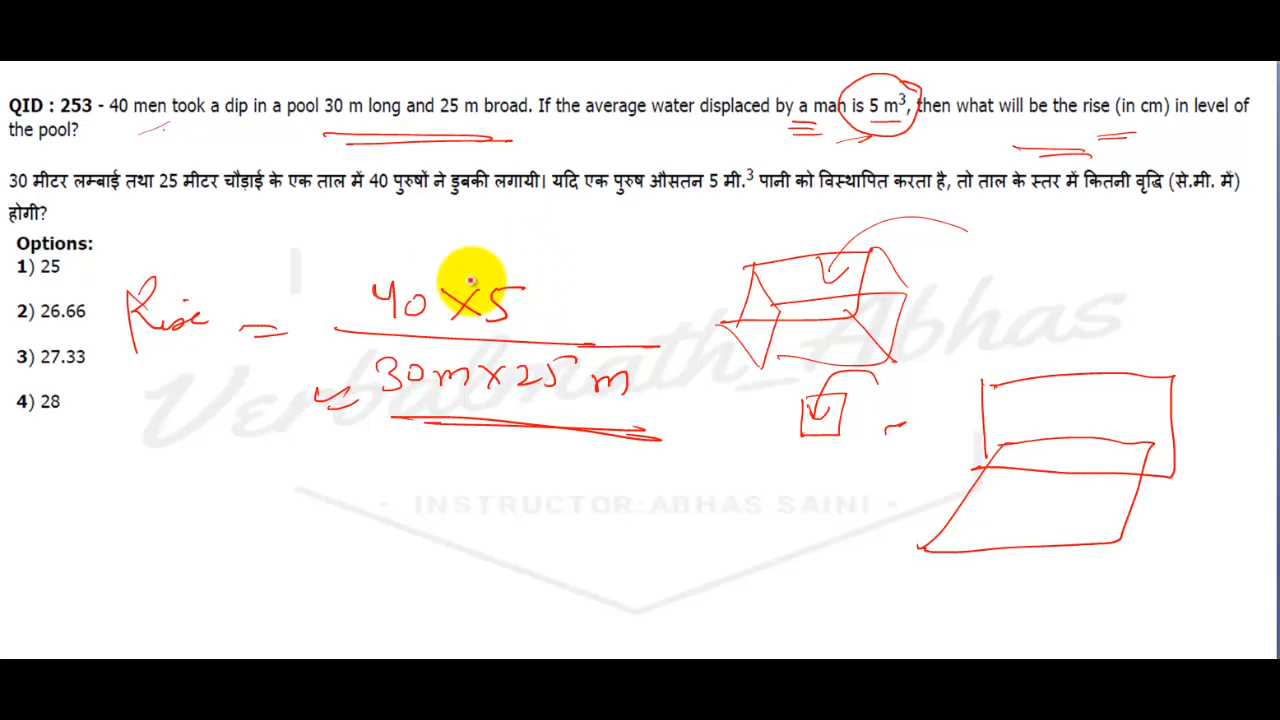 QID : 253 - 40 men took a dip in a pool 30 m long and 25 m broad. If the average water displaced by a man is 5 m³, then what will be the rise (in cm) in level of
the pool?
30 मीटर लम्बाई तथा 25 मीटर चौड़ाई के एक ताल में 40 पुरुषों ने डुबकी लगायी। यदि एक पुरुष औसतन 5 मी.³ पानी को विस्थापित करता है, तो ताल के स्तर में कितनी वृद्धि (से.मी. में)
होगी?
Options:
1) 25
2) 26.66
3) 27.33
4) 28
Rise = 40 × 5
30 m × 25 m
Verbalmath_Abhas
- INSTRUCTOR:ABHAS SAINI -